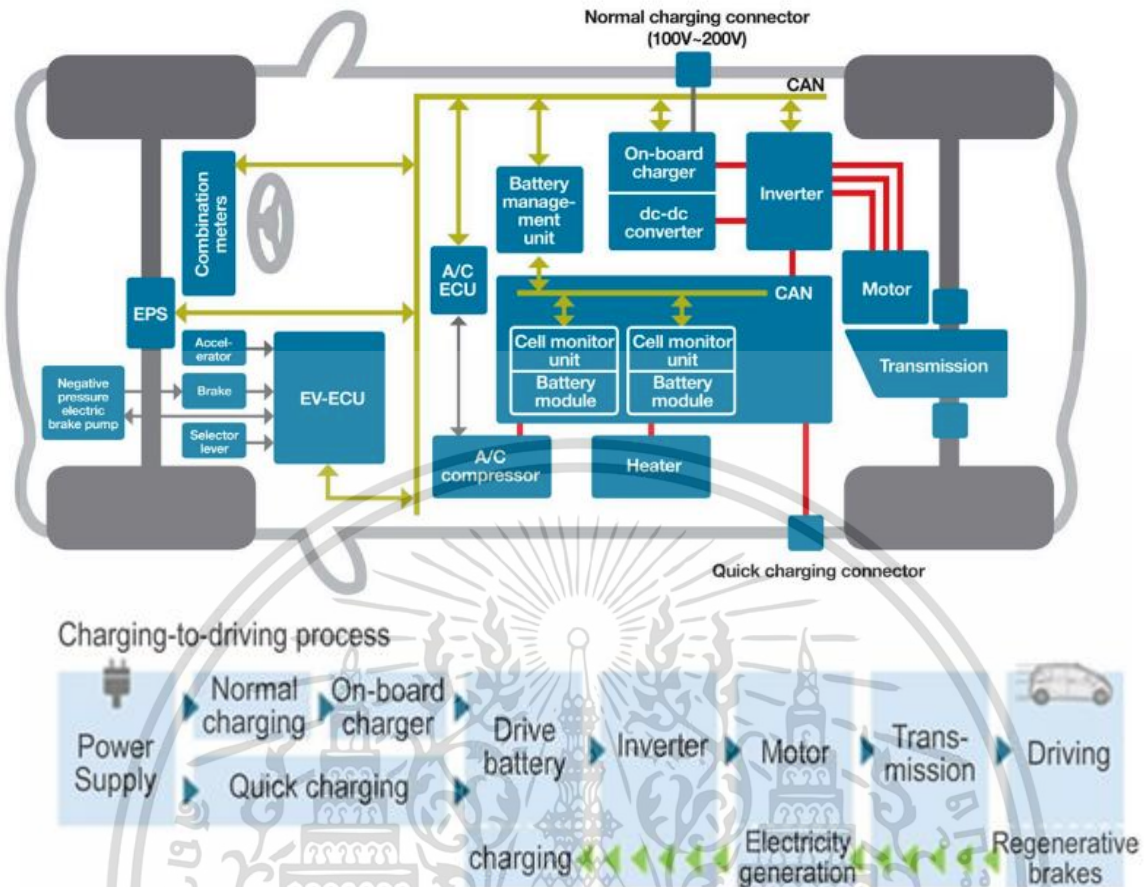 Normal charging connector
(100V~200V)
CAN
Combination
meters
On-board
charger
Inverter
Battery
manage-
ment
unit
dc-dc
converter
A/C
ECU
CAN
Motor
EPS
Cell monitor
unit
Battery
module
Cell monitor
unit
Battery
module
Accel-
erator
Brake
Selector
lever
EV-ECU
Negative
pressure
electric
brake pump
Transmission
A/C
compressor
Heater
Quick charging connector
Charging-to-driving process
Power
Supply
Normal
charging
On-board
charger
Quick charging
Drive
battery
Inverter
Motor
Trans-
mission
Driving
charging
Electricity
generation
Regenerative
brakes